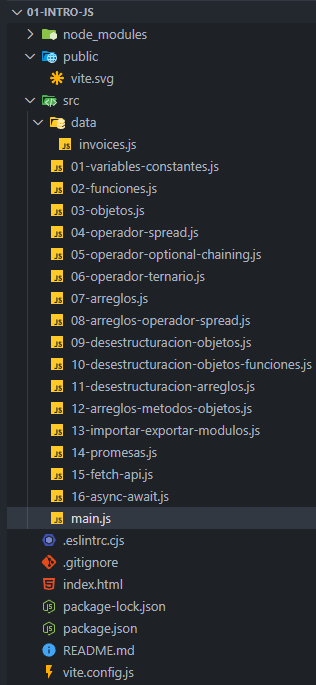 01-INTRO-JS
node_modules
public
vite.svg
src
data
invoices.js
01-variables-constantes.js
02-funciones.js
03-objetos.js
04-operador-spread.js
05-operador-optional-chaining.js
06-operador-ternario.js
07-arreglos.js
08-arreglos-operador-spread.js
09-desestructuracion-objetos.js
10-desestructuracion-objetos-funciones.js
11-desestructuracion-arreglos.js
12-arreglos-metodos-objetos.js
13-importar-exportar-modulos.js
14-promesas.js
15-fetch-api.js
16-async-await.js
main.js
.eslintrc.cjs
.gitignore
index.html
package-lock.json
package.json
README.md
vite.config.js